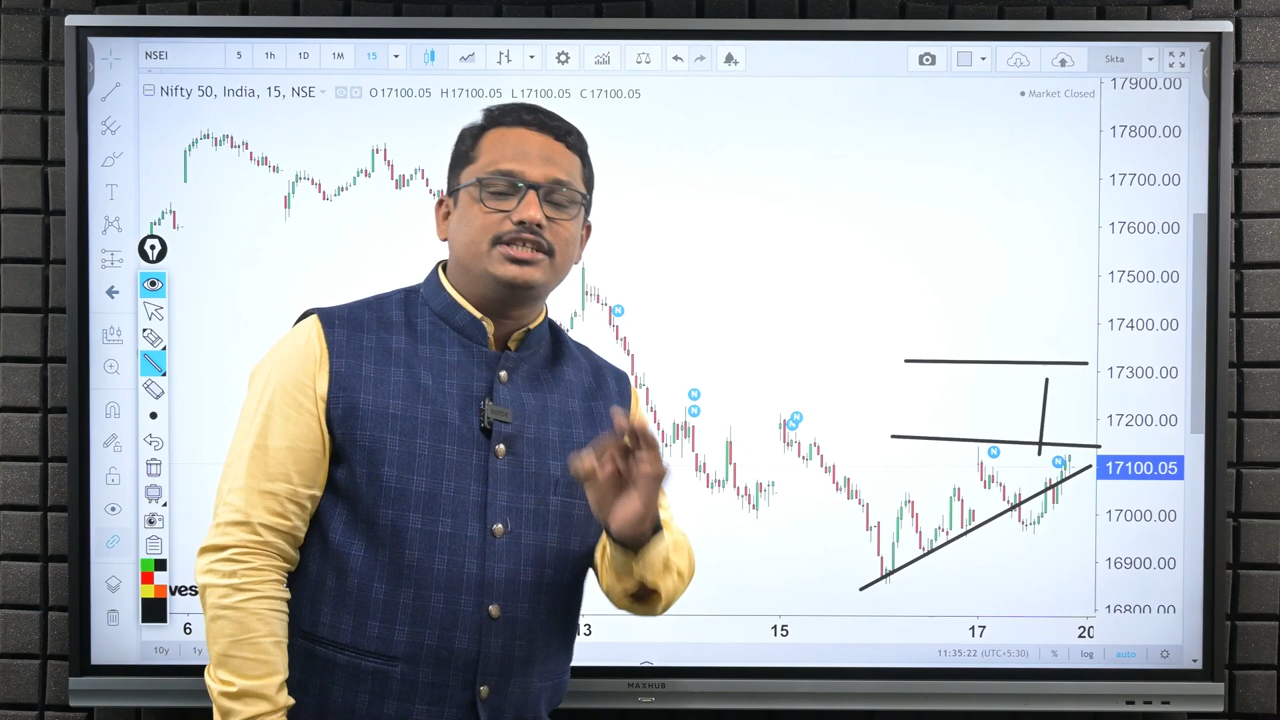 NSEI 5 1h 1D 1M 15 Skta
Nifty 50, India, 15, NSE O17100.05 H17100.05 L17100.05 C17100.05 Market Closed
17900.00
17800.00
17700.00
17600.00
17500.00
17400.00
17300.00
17200.00
17100.05
17000.00
16900.00
16800.00
T
N
N
N
N
N
N
N
ves
6 13 15 17 20
10y 1y 11:35:22 (UTC+5:30) % log auto
MAXHUB